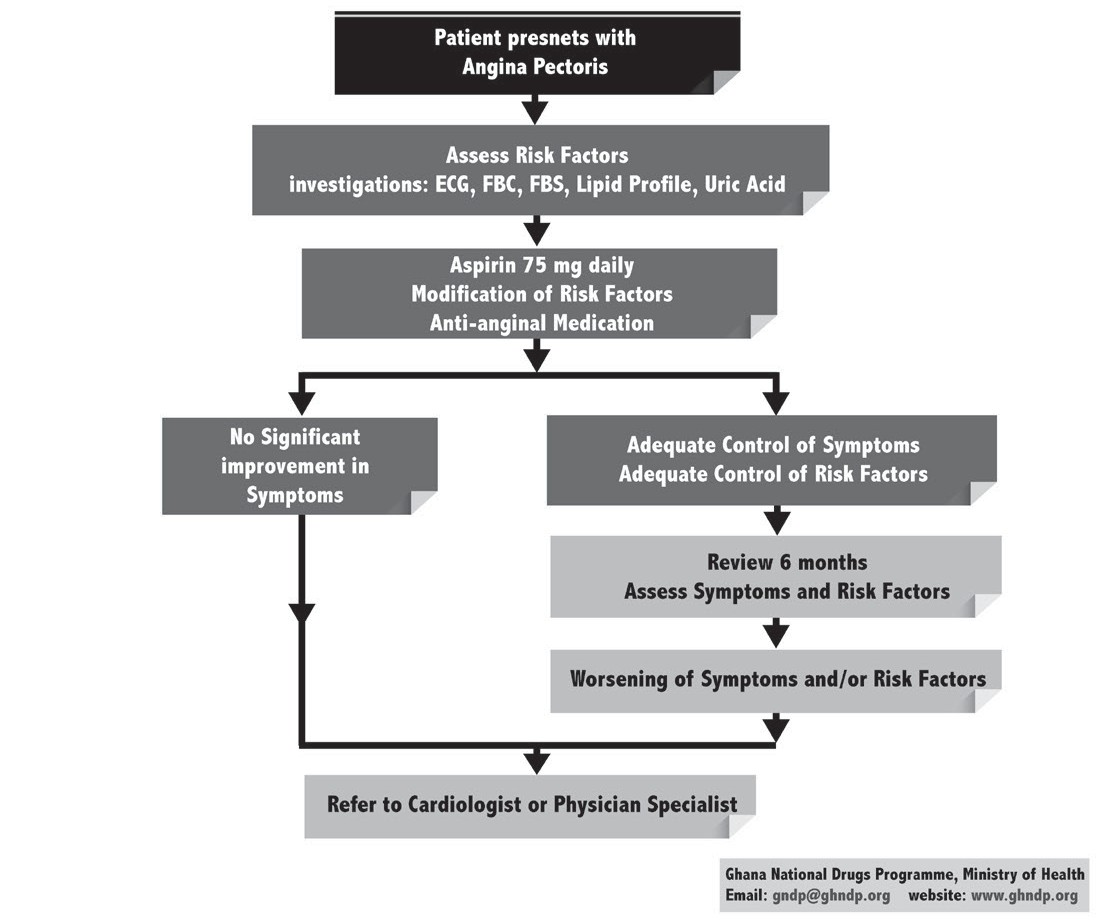 Patient presnets with
Angina Pectoris
Assess Risk Factors
investigations: ECG, FBC, FBS, Lipid Profile, Uric Acid
Aspirin 75 mg daily
Modification of Risk Factors
Anti-anginal Medication
No Significant
improvement in
Symptoms
Adequate Control of Symptoms
Adequate Control of Risk Factors
Review 6 months
Assess Symptoms and Risk Factors
Worsening of Symptoms and/or Risk Factors
Refer to Cardiologist or Physician Specialist
Ghana National Drugs Programme, Ministry of Health
Email: gndp@ghndp.org website: www.ghndp.org